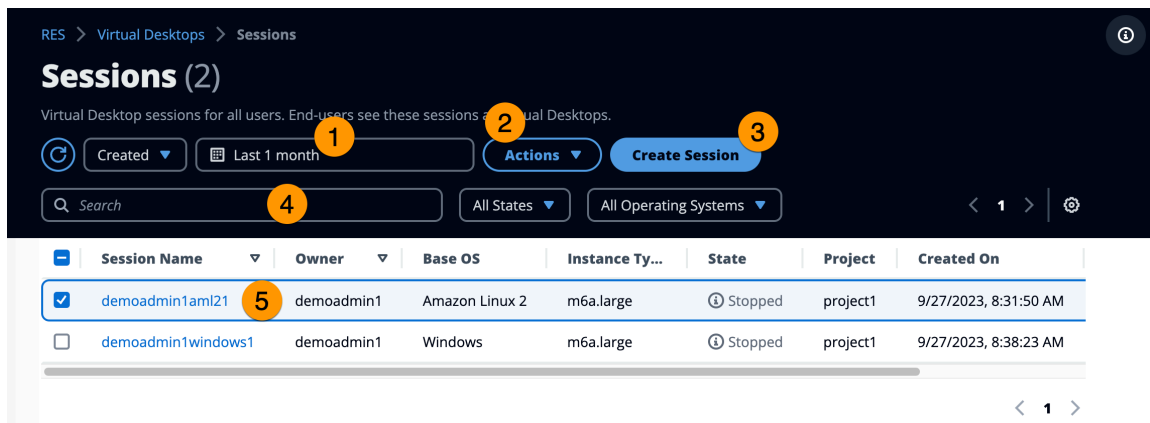 RES > Virtual Desktops > Sessions
Sessions (2)
Virtual Desktop sessions for all users. End-users see these sessions a ual Desktops.
1 2 3
Created Last 1 month Actions Create Session
Search 4 All States All Operating Systems < 1 >
Session Name Owner Base OS Instance Ty... State Project Created On
demoadmin1aml21 5 demoadmin1 Amazon Linux 2 m6a.large Stopped project1 9/27/2023, 8:31:50 AM
demoadmin1windows1 demoadmin1 Windows m6a.large Stopped project1 9/27/2023, 8:38:23 AM
< 1 >